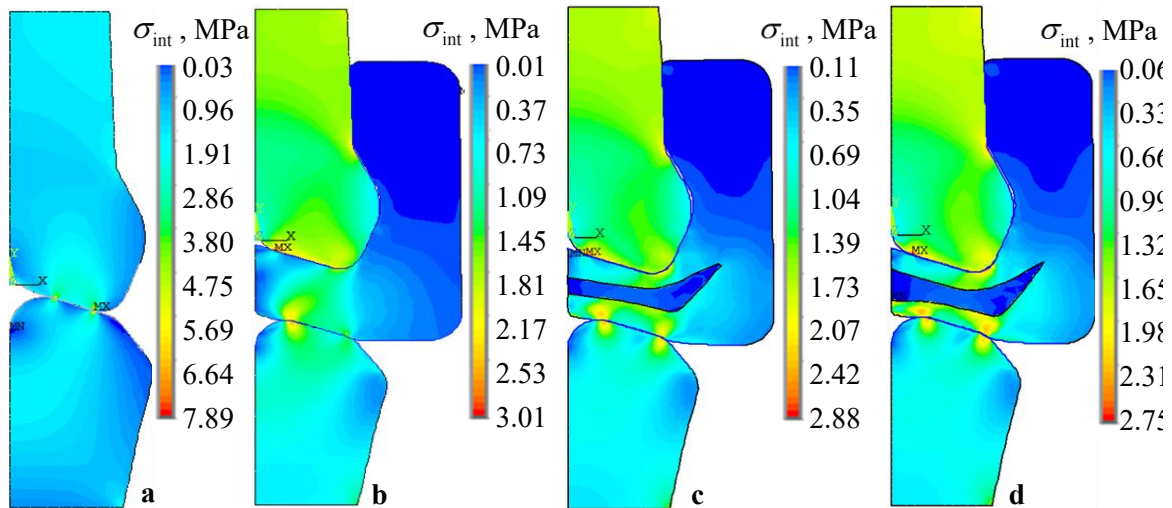 σint , MPa
0.03
0.96
1.91
2.86
3.80
4.75
5.69
6.64
7.89
Y
X
MX
MN
a
σint , MPa
0.01
0.37
0.73
1.09
1.45
1.81
2.17
2.53
3.01
X
MX
b
σint , MPa
0.11
0.35
0.69
1.04
1.39
1.73
2.07
2.42
2.88
X
MX
c
σint , MPa
0.06
0.33
0.66
0.99
1.32
1.65
1.98
2.31
2.75
X
MX
d